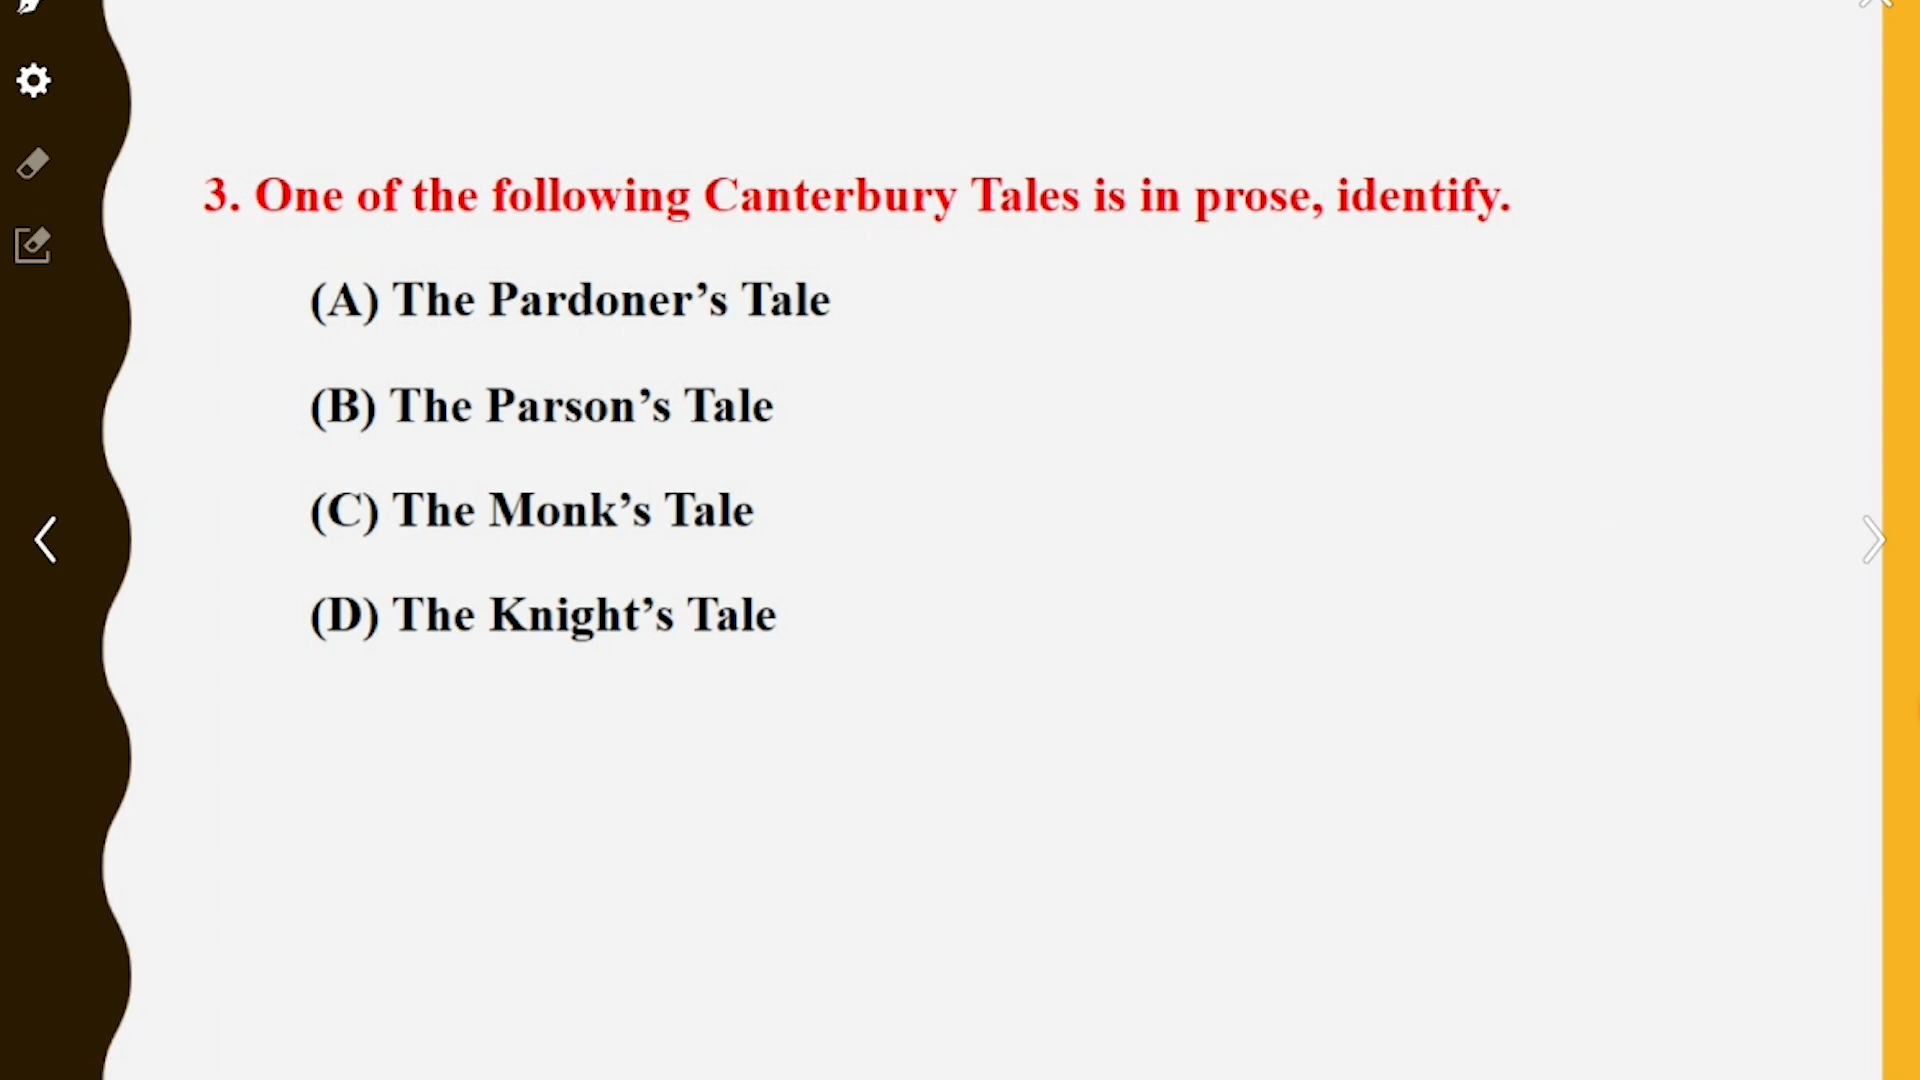 3. One of the following Canterbury Tales is in prose, identify.
(A) The Pardoner’s Tale
(B) The Parson’s Tale
(C) The Monk’s Tale
(D) The Knight’s Tale